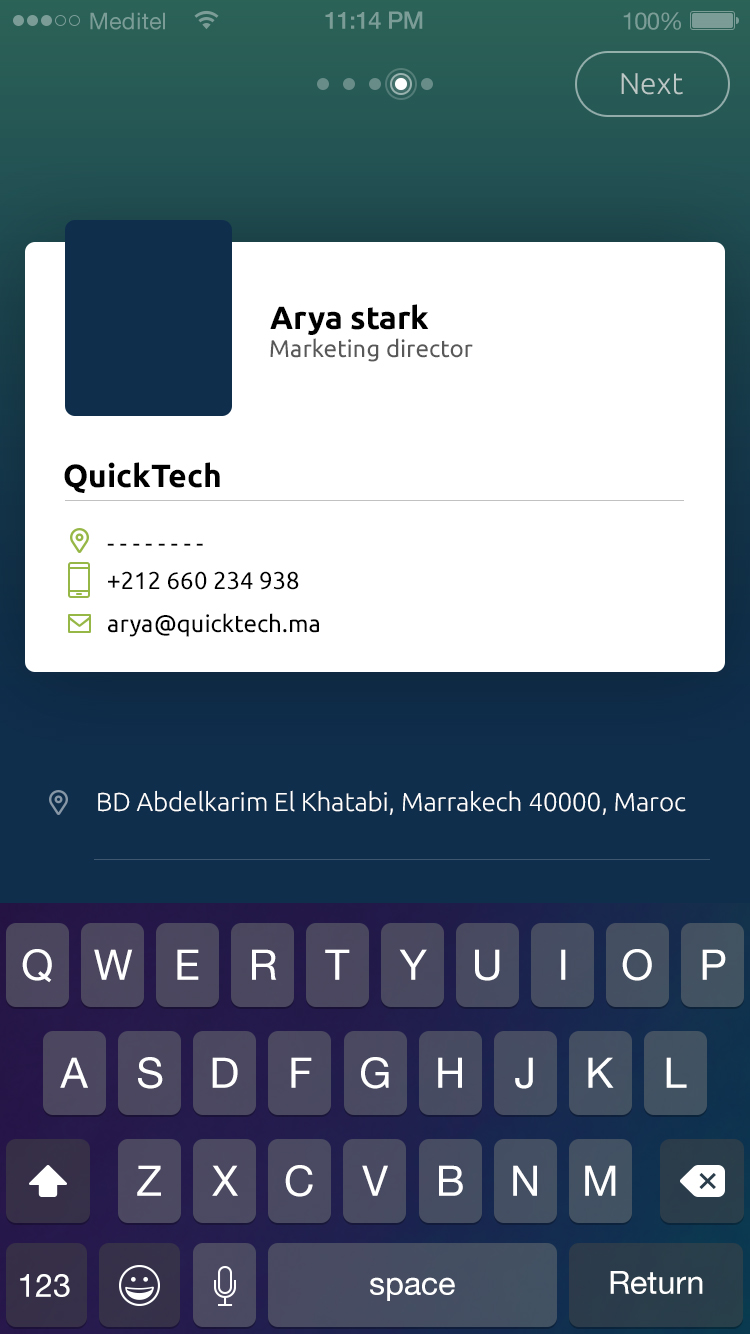 Meditel 11:14 PM 100%
Next
Arya stark
Marketing director
QuickTech
--------
+212 660 234 938
arya@quicktech.ma
BD Abdelkarim El Khatabi, Marrakech 40000, Maroc
Q W E R T Y U I O P
A S D F G H J K L
Z X C V B N M
123 space Return